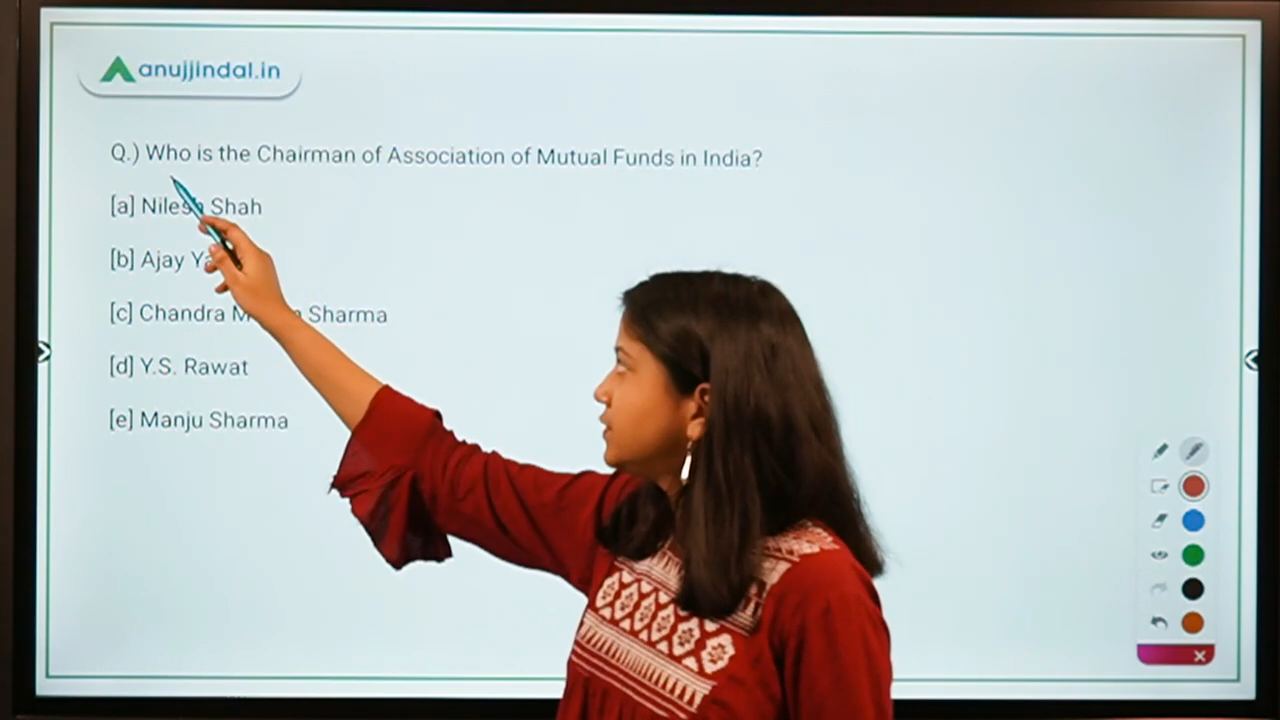 anujjindal.in
Q.) Who is the Chairman of Association of Mutual Funds in India?
[a] Nilesh Shah
[b] Ajay
[c] Chandra Sharma
[d] Y.S. Rawat
[e] Manju Sharma